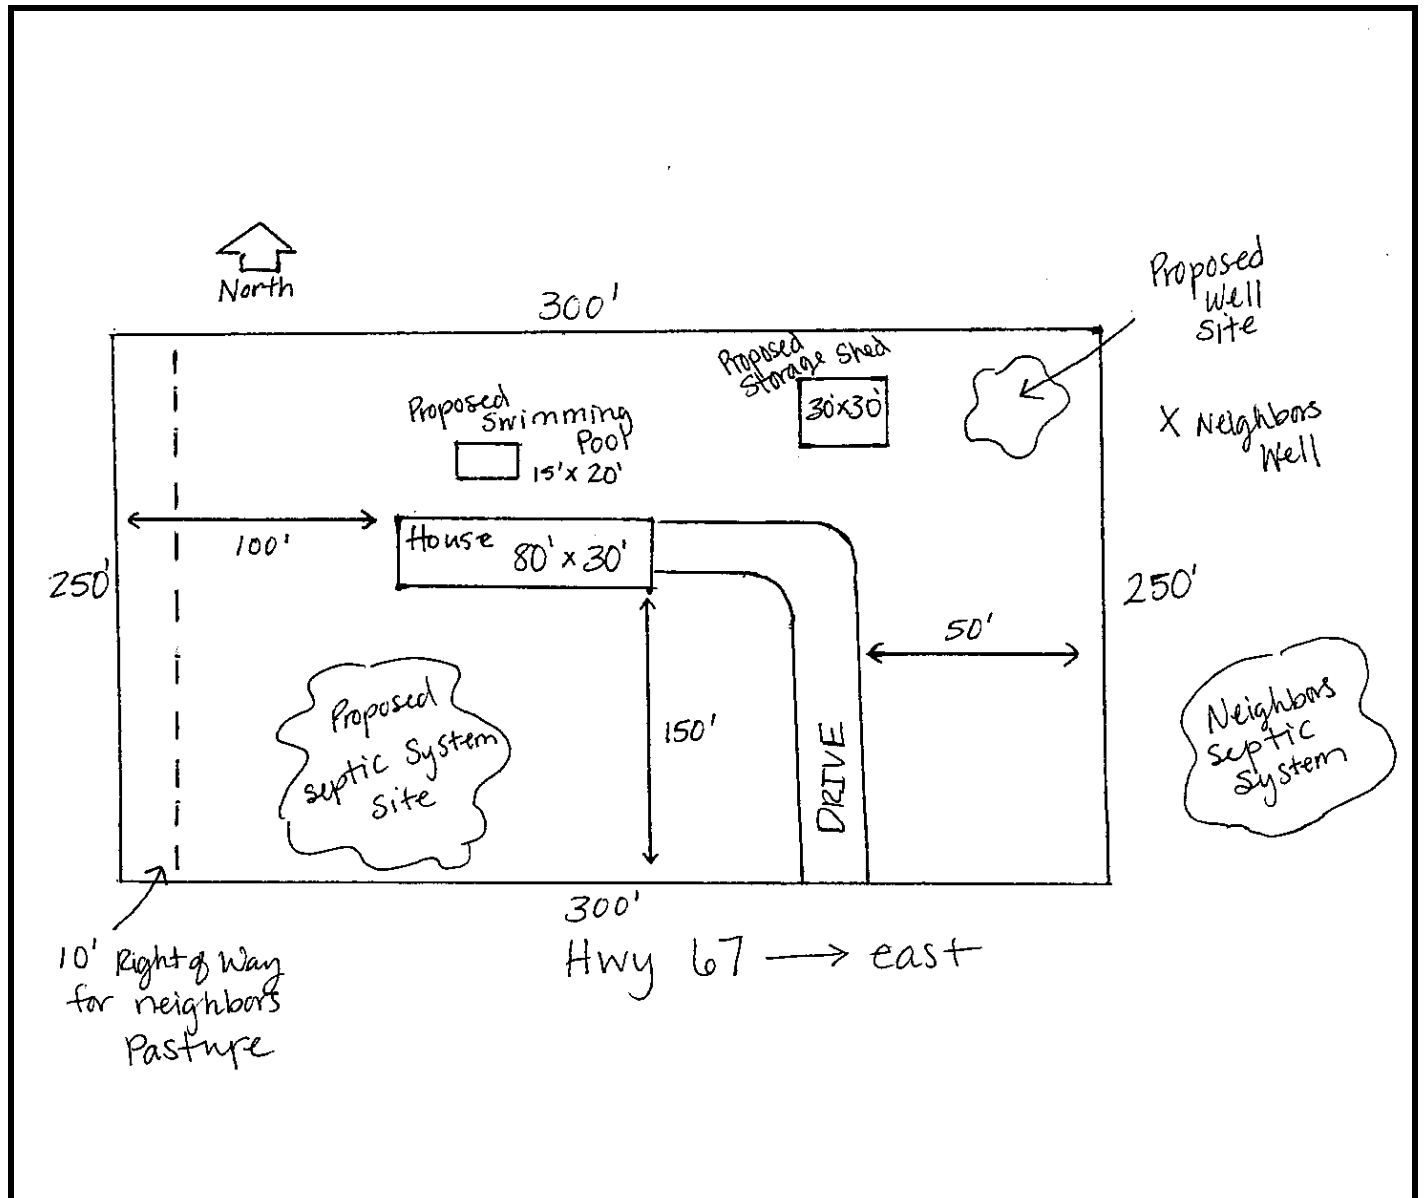 North
300'
Proposed
Well
Site
Proposed
Storage Shed
30'x30'
Proposed
Swimming
Pool
15' x 20'
X Neighbors
Well
100'
House 80' x 30'
250'
250'
50'
Proposed
septic System
Site
150'
DRIVE
Neighbors
septic
System
300'
Hwy 67 → east
10' Right of Way
for neighbors
Pasture